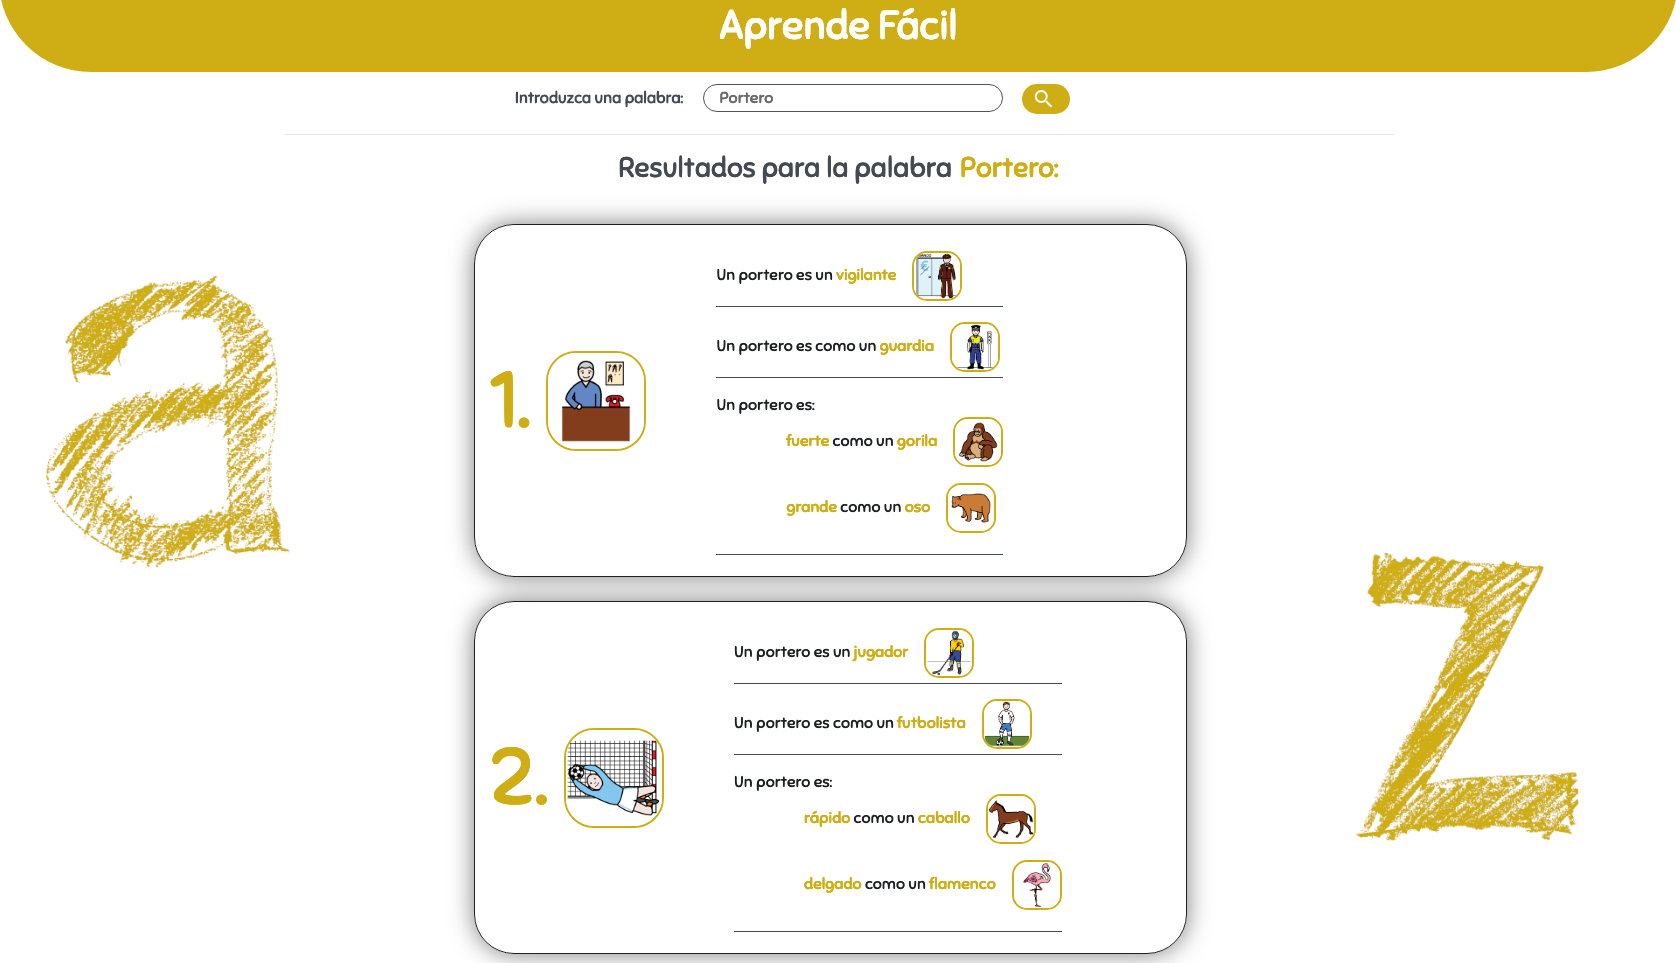 Aprende Fácil
Introduzca una palabra: Portero
Resultados para la palabra Portero:
a
1.
Un portero es un vigilante
Un portero es como un guardia
Un portero es:
fuerte como un gorila
grande como un oso
z
2.
Un portero es un jugador
Un portero es como un futbolista
Un portero es:
rápido como un caballo
delgado como un flamenco